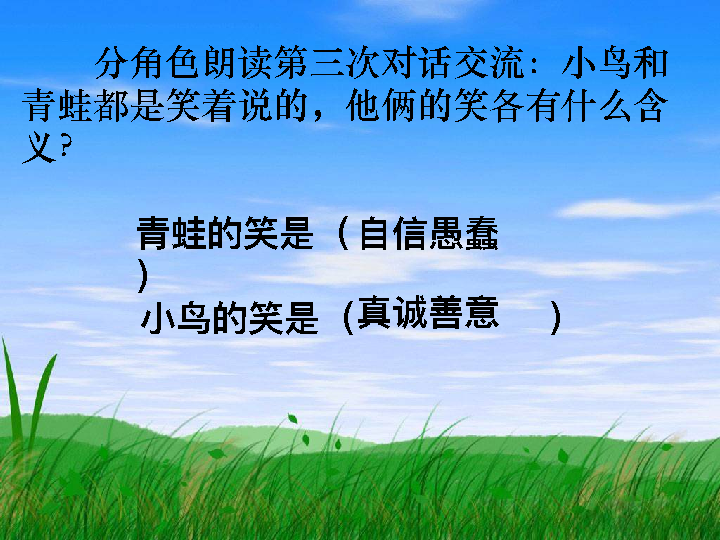 分角色朗读第三次对话交流：小鸟和
青蛙都是笑着说的，他俩的笑各有什么含
义？
青蛙的笑是（自信愚蠢
）
小鸟的笑是（真诚善意 ）